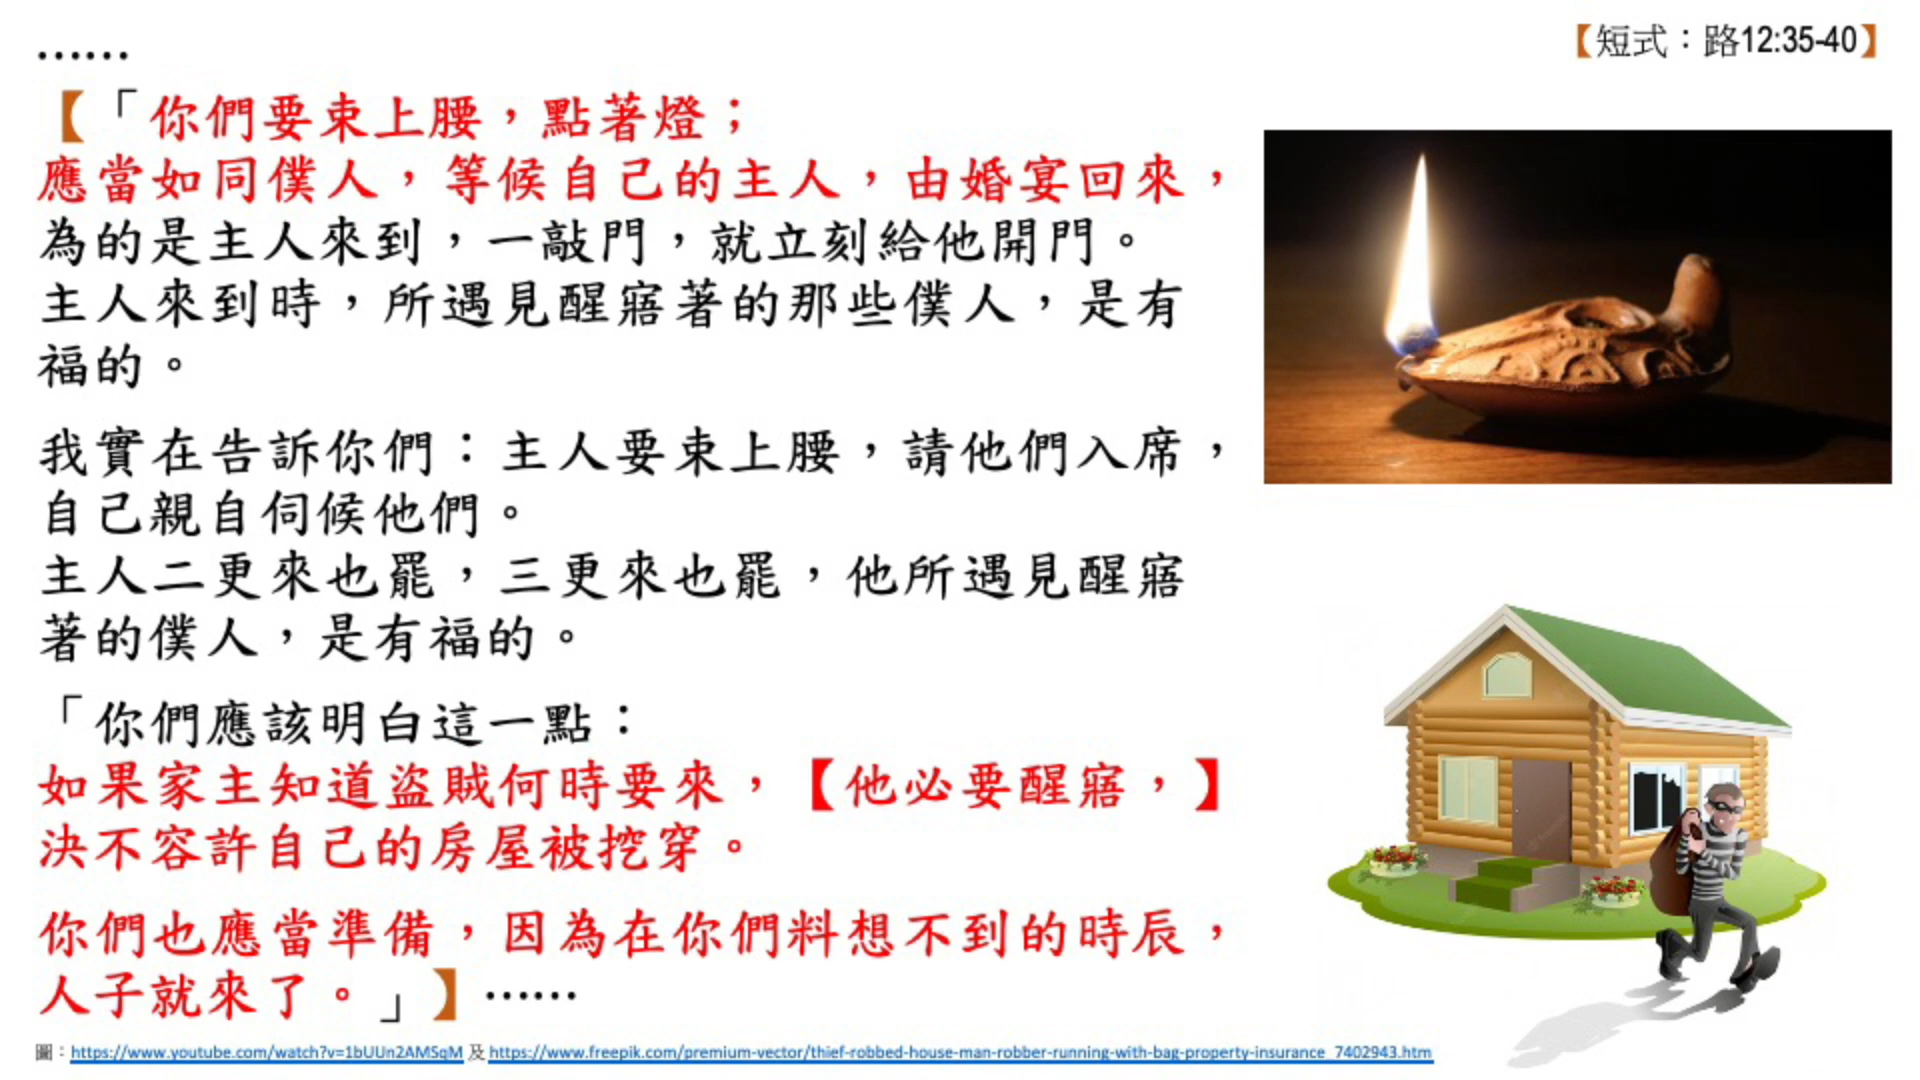 ……
【短式：路12:35-40】
【「你們要束上腰，點著燈；
應當如同僕人，等候自己的主人，由婚宴回來，
為的是主人來到，一敲門，就立刻給他開門。
主人來到時，所遇見醒寤著的那些僕人，是有
福的。
我實在告訴你們：主人要束上腰，請他們入席，
自己親自伺候他們。
主人二更來也罷，三更來也罷，他所遇見醒寤
著的僕人，是有福的。
「你們應該明白這一點：
如果家主知道盜賊何時要來，【他必要醒寤，】
決不容許自己的房屋被挖穿。
你們也應當準備，因為在你們料想不到的時辰，
人子就來了。」】……
圖：https://www.youtube.com/watch?v=1bUUn2AMSqM 及 https://www.freepik.com/premium-vector/thief-robbed-house-man-robber-running-with-bag-property-insurance_7402943.htm